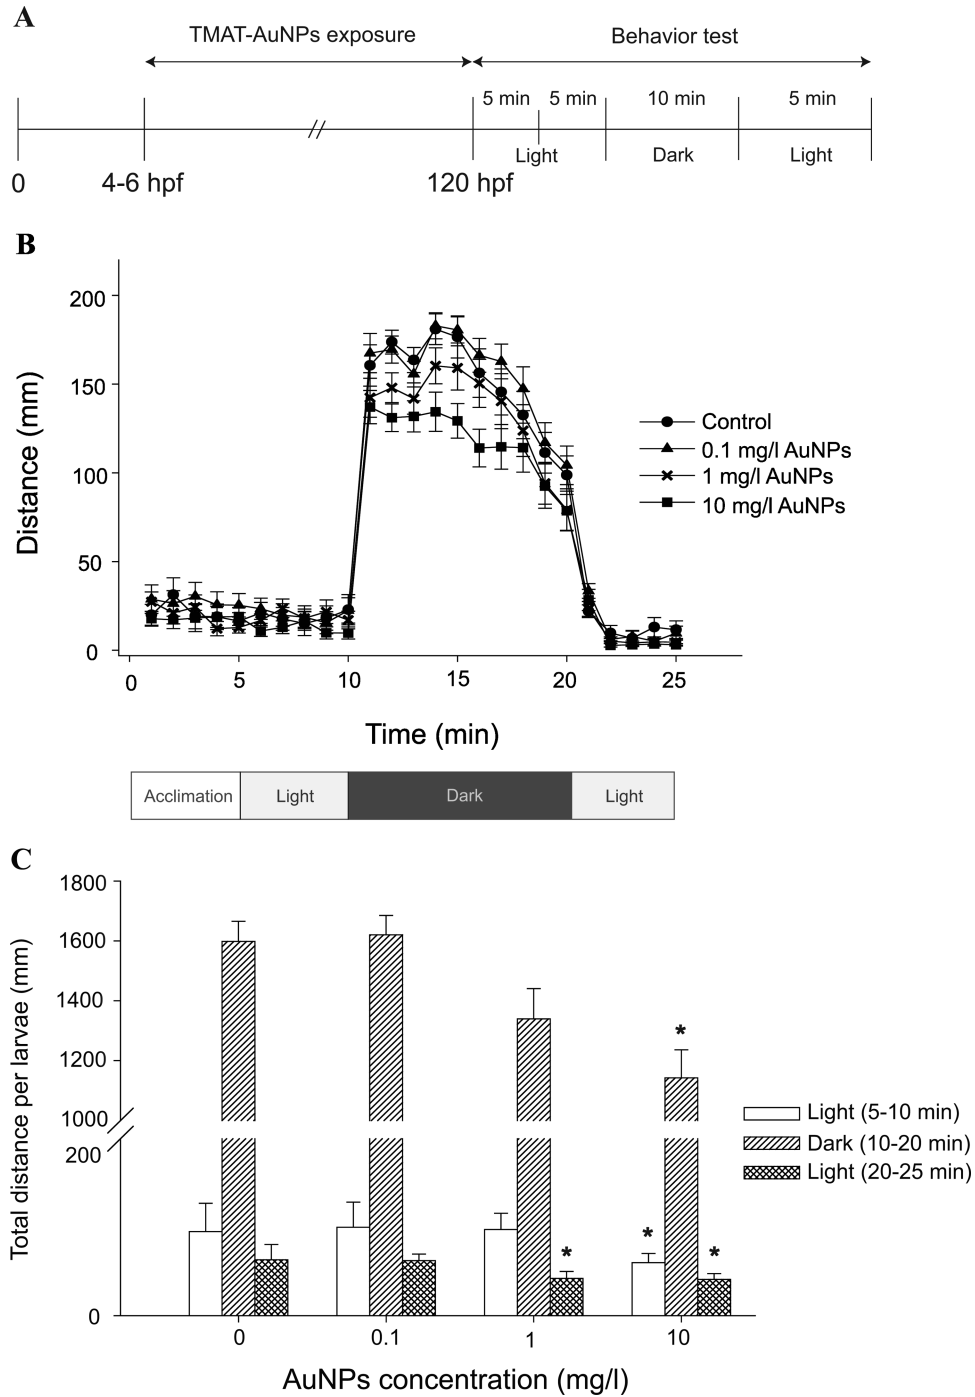 A
TMAT-AuNPs exposure
Behavior test
5 min
5 min
10 min
5 min
Light
Dark
Light
0
4-6 hpf
120 hpf
B
200
150
100
50
0
Distance (mm)
Control
0.1 mg/l AuNPs
1 mg/l AuNPs
10 mg/l AuNPs
0
5
10
15
20
25
Time (min)
Acclimation
Light
Dark
Light
C
1800
1600
1400
1200
1000
200
0
Total distance per larvae (mm)
*
*
*
*
Light (5-10 min)
Dark (10-20 min)
Light (20-25 min)
0
0.1
1
10
AuNPs concentration (mg/l)